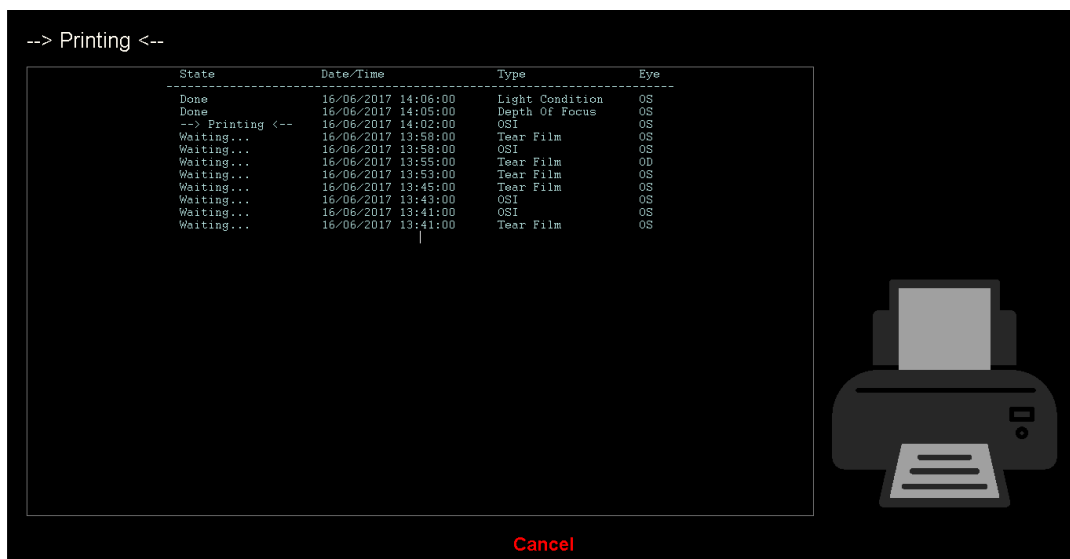 --> Printing <--
State Date/Time Type Eye
--------------------------------------------------------------------------------
Done 16/06/2017 14:06:00 Light Condition OS
Done 16/06/2017 14:05:00 Depth Of Focus OS
--> Printing <-- 16/06/2017 14:02:00 OSI OS
Waiting... 16/06/2017 13:58:00 Tear Film OS
Waiting... 16/06/2017 13:58:00 OSI OS
Waiting... 16/06/2017 13:55:00 Tear Film OD
Waiting... 16/06/2017 13:53:00 Tear Film OS
Waiting... 16/06/2017 13:45:00 Tear Film OS
Waiting... 16/06/2017 13:43:00 OSI OS
Waiting... 16/06/2017 13:41:00 OSI OS
Waiting... 16/06/2017 13:41:00 Tear Film OS
Cancel